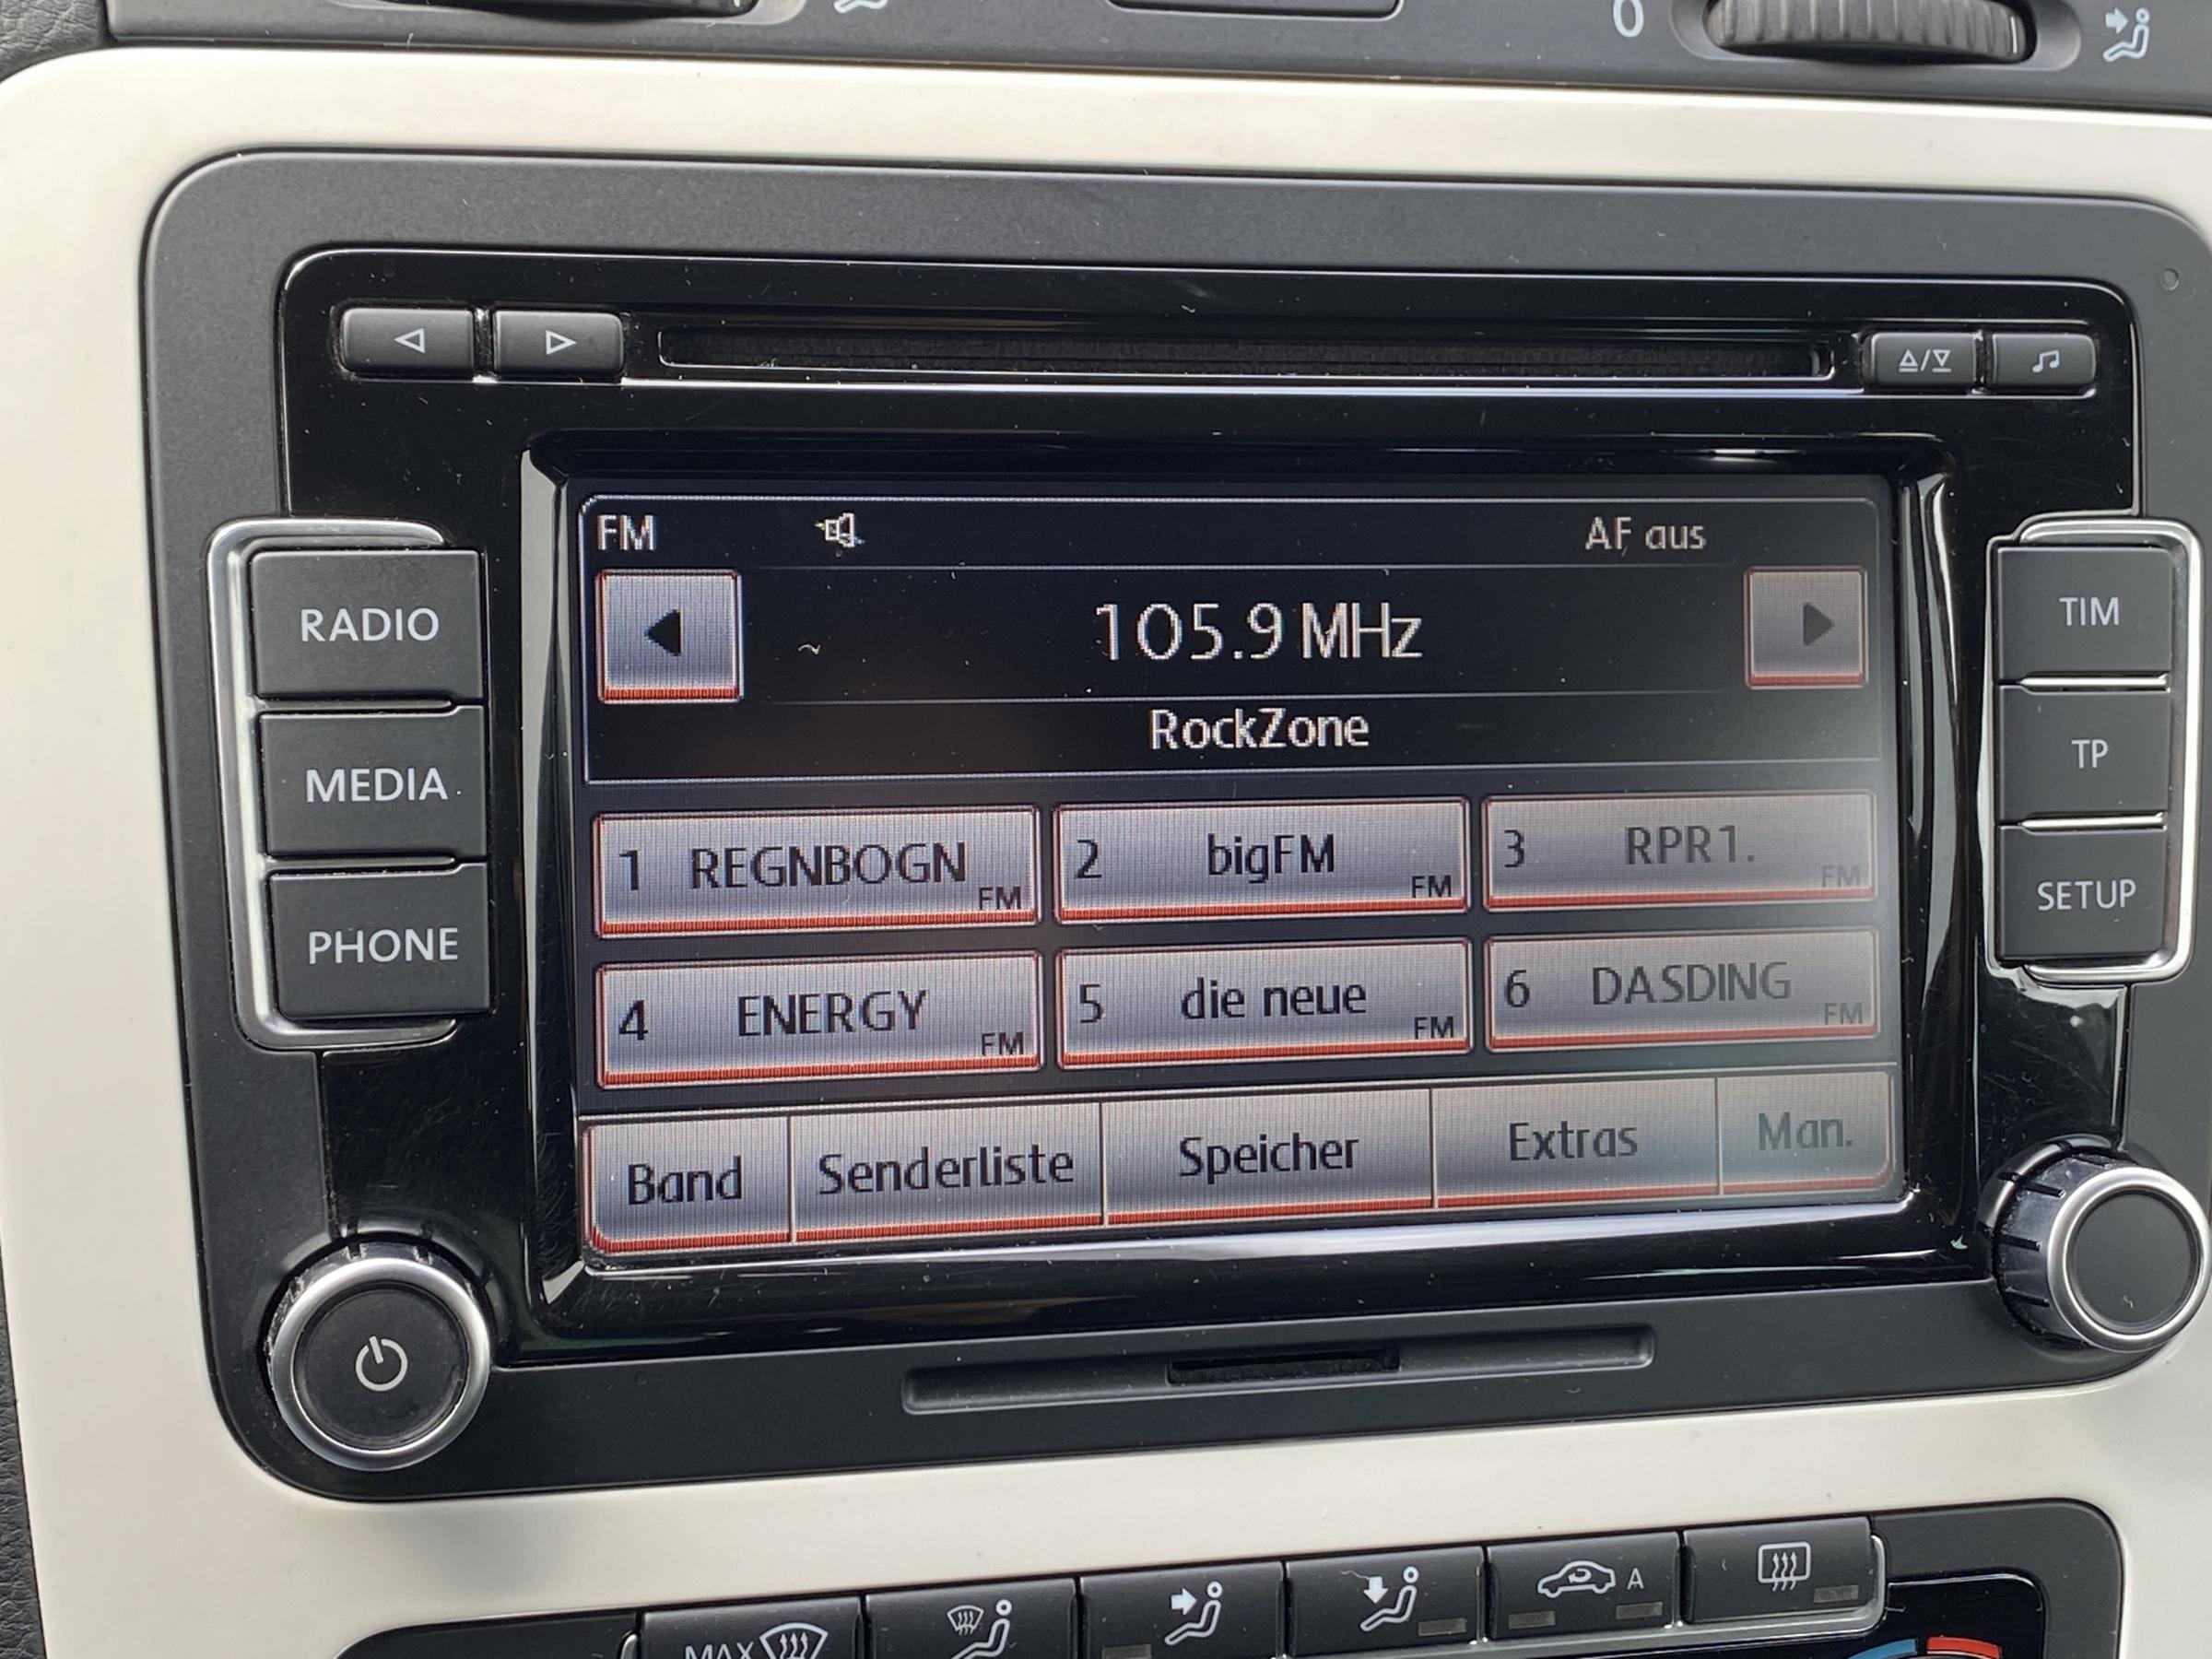 0
FM AF aus
105.9 MHz
RockZone
RADIO
MEDIA
PHONE
TIM
TP
SETUP
1 REGNBOGN FM
2 bigFM FM
3 RPR1. FM
4 ENERGY FM
5 die neue FM
6 DASDING FM
Band Senderliste Speicher Extras Man.
A
MAX